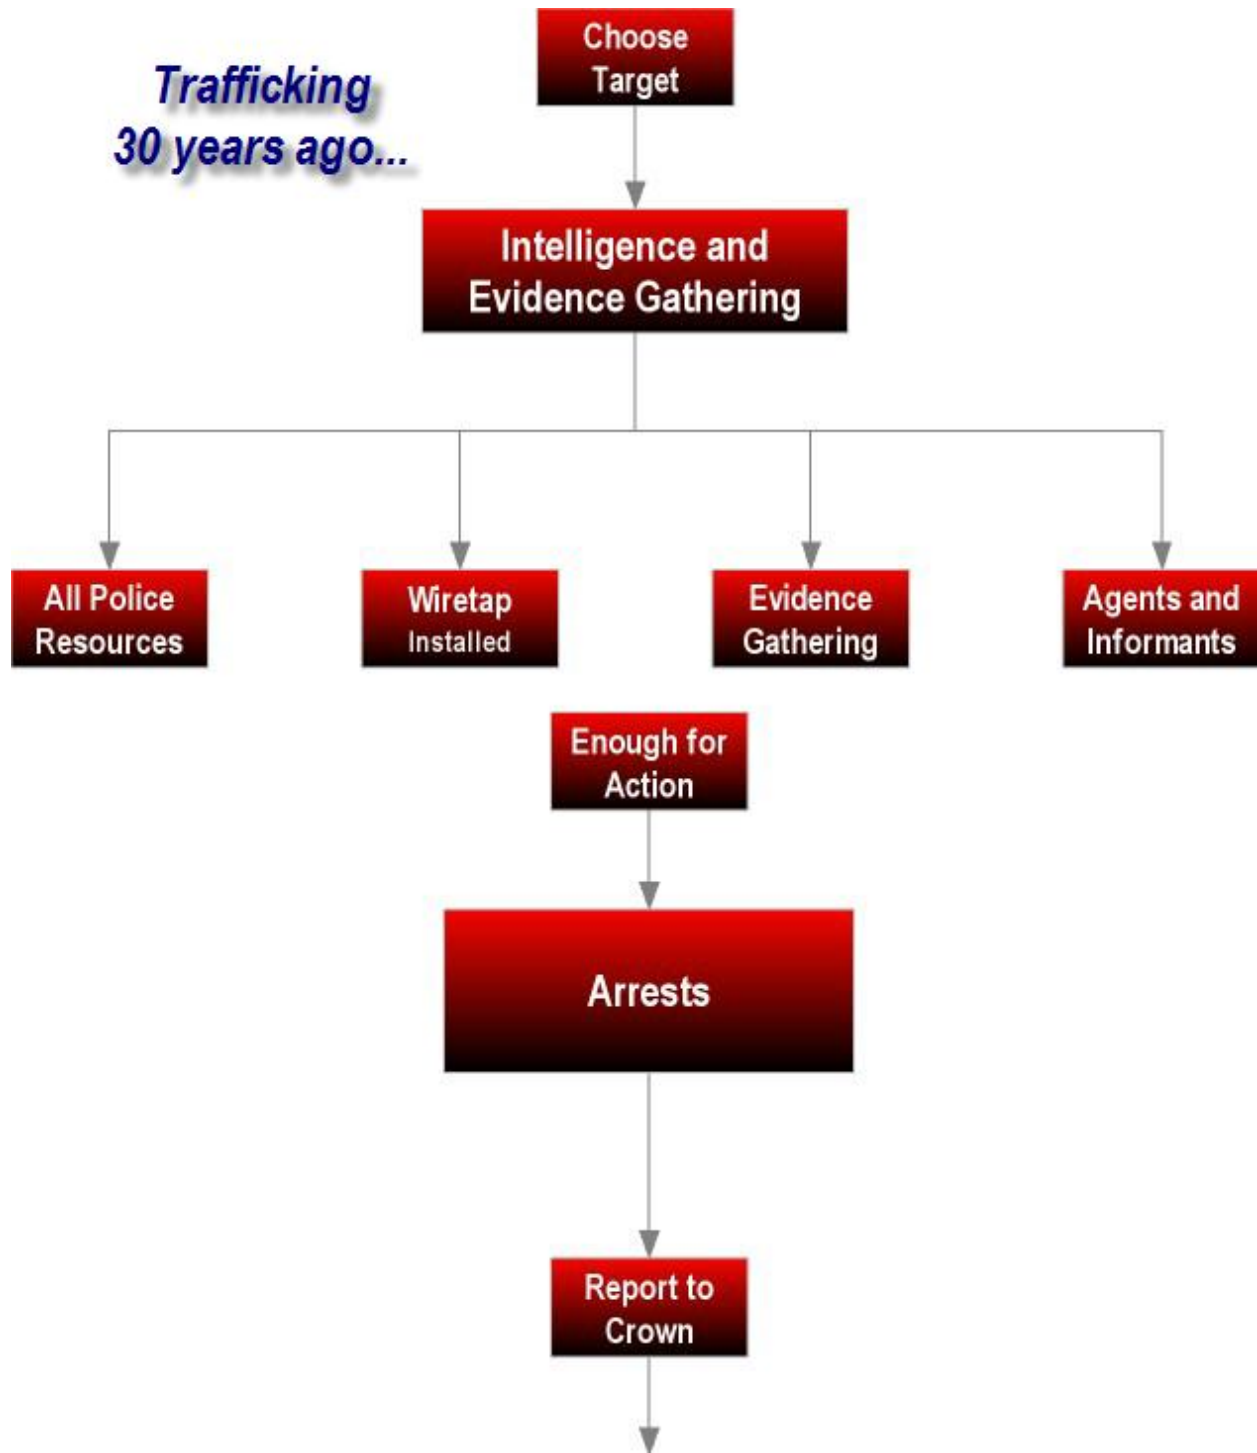 Choose
Target
Trafficking
30 years ago...
Intelligence and
Evidence Gathering
All Police
Resources
Wiretap
Installed
Evidence
Gathering
Agents and
Informants
Enough for
Action
Arrests
Report to
Crown